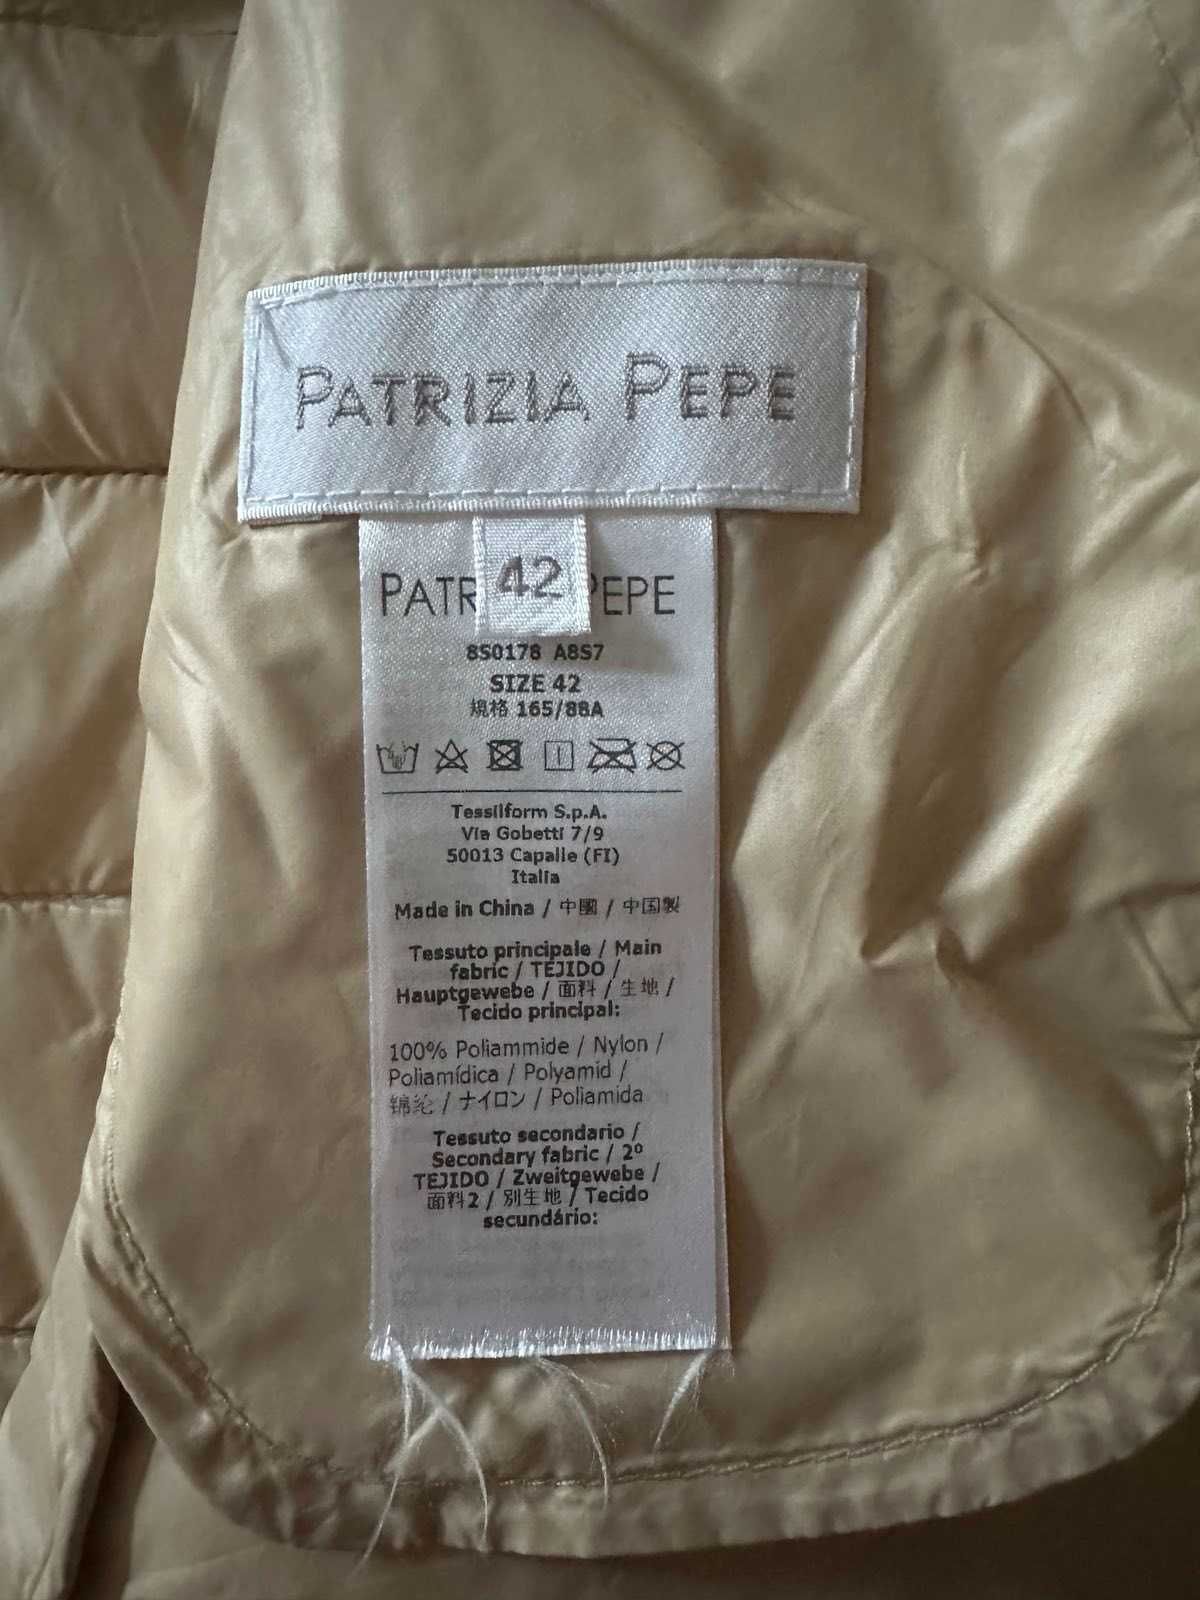 PATRIZIA PEPE
42
PATR PEPE
8S0178 A8S7
SIZE 42
規格 165/88A
Tessilform S.p.A.
Via Gobetti 7/9
50013 Capalle (FI)
Italia
Made in China / 中國 / 中国製
Tessuto principale / Main
fabric / TEJIDO /
Hauptgewebe / 面料 / 生地 /
Tecido principal:
100% Poliammide / Nylon /
Poliamídica / Polyamid /
锦纶 / ナイロン / Poliamida
Tessuto secondario /
Secondary fabric / 2º
TEJIDO / Zweitgewebe /
面料2 / 別生地 / Tecido
secundário: